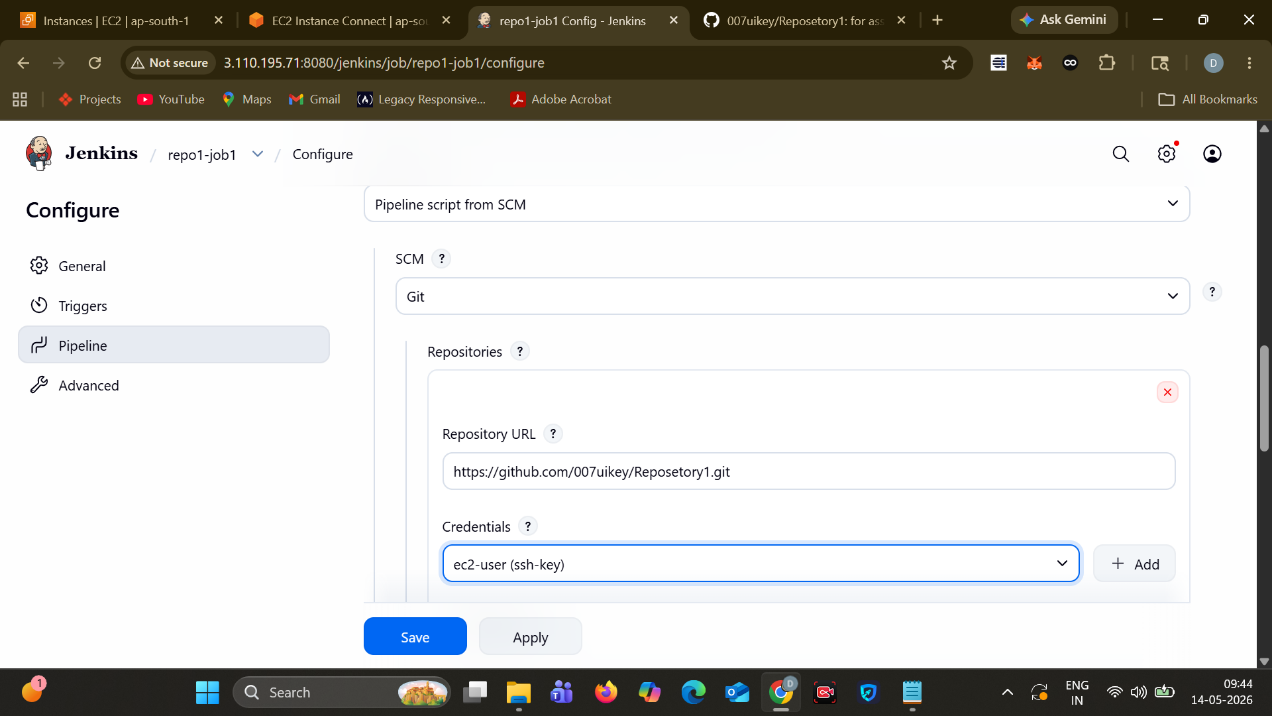 Instances | EC2 | ap-south-1
EC2 Instance Connect | ap-sou
repo1-job1 Config - Jenkins
007uikey/Reposetory1: for ass
Ask Gemini
Not secure
3.110.195.71:8080/jenkins/job/repo1-job1/configure
D
Projects
YouTube
Maps
Gmail
Legacy Responsive...
Adobe Acrobat
All Bookmarks
Jenkins / repo1-job1 / Configure
Configure
General
Triggers
Pipeline
Advanced
Pipeline script from SCM
SCM ?
Git
?
Repositories ?
Repository URL ?
https://github.com/007uikey/Reposetory1.git
Credentials ?
ec2-user (ssh-key)
+ Add
Save
Apply
1
Search
D
ENG
IN
09:44
14-05-2026